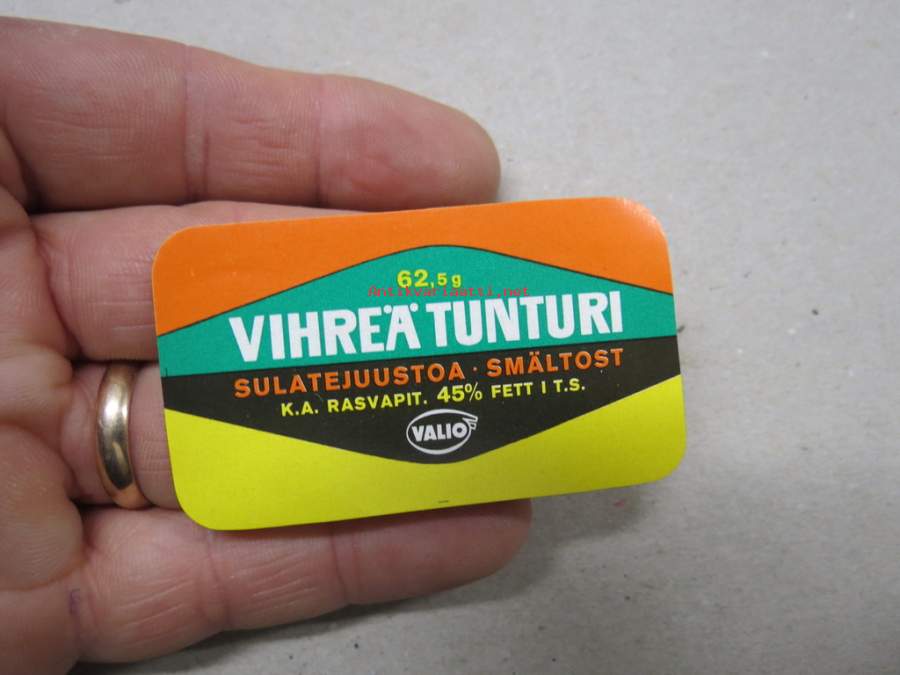 62,5 g
Antikvariaatti.net
VIHREÄ TUNTURI
SULATEJUUSTOA · SMÄLTOST
K.A. RASVAPIT. 45% FETT I T.S.
VALIO